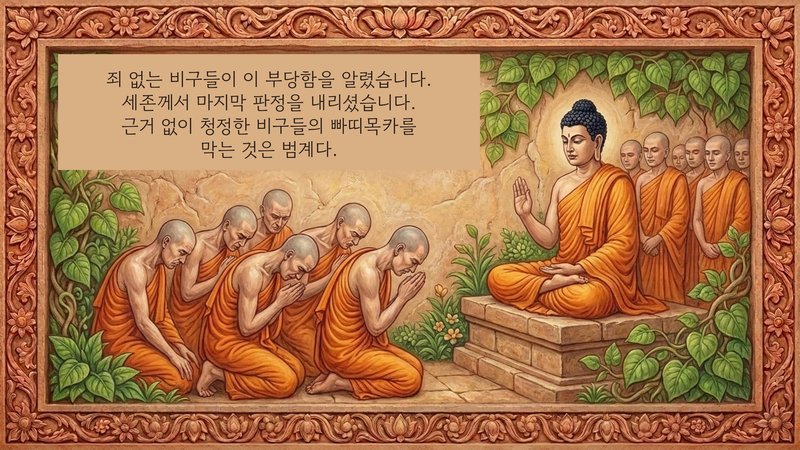 죄 없는 비구들이 이 부당함을 알렸습니다.
세존께서 마지막 판정을 내리셨습니다.
근거 없이 청정한 비구들의 빠띠목카를
막는 것은 범계다.